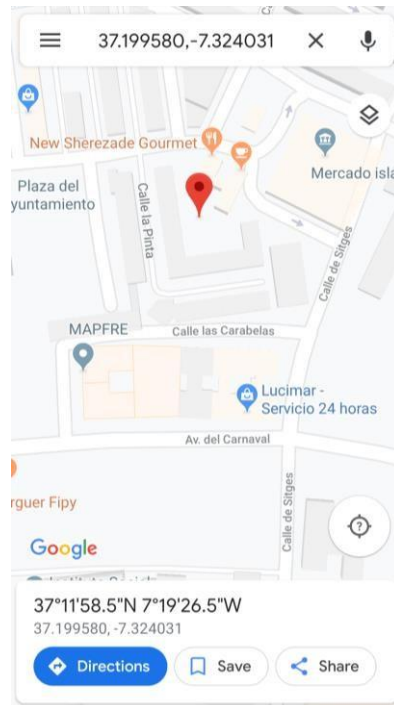 37.199580,-7.324031
New Sherezade Gourmet
Mercado isla
Plaza del
yuntamiento
Calle la Pinta
Calle de Sitges
MAPFRE
Calle las Carabelas
Lucimar -
Servicio 24 horas
Av. del Carnaval
rguer Fipy
Calle de Sitges
Google
37°11'58.5"N 7°19'26.5"W
37.199580, -7.324031
Directions
Save
Share